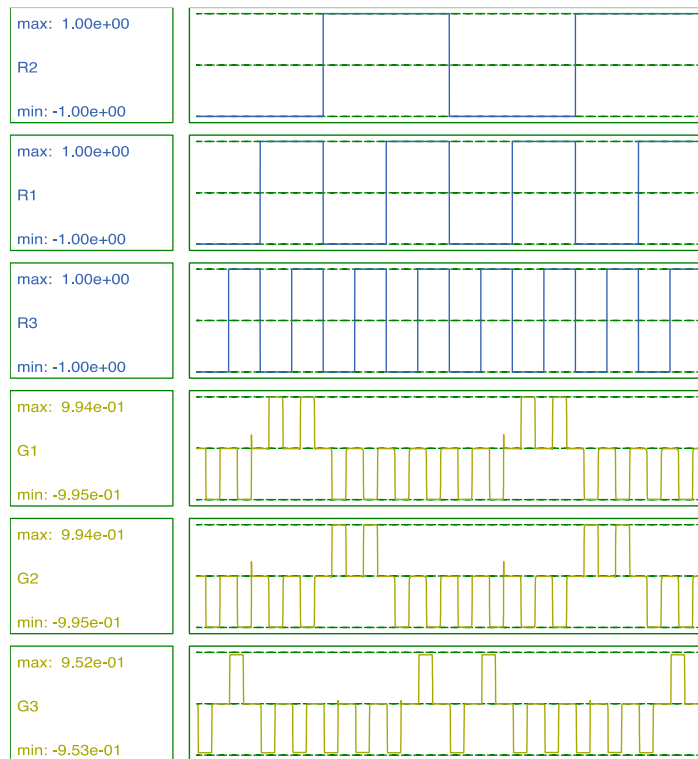 max: 1.00e+00
R2
min: -1.00e+00
max: 1.00e+00
R1
min: -1.00e+00
max: 1.00e+00
R3
min: -1.00e+00
max: 9.94e-01
G1
min: -9.95e-01
max: 9.94e-01
G2
min: -9.95e-01
max: 9.52e-01
G3
min: -9.53e-01